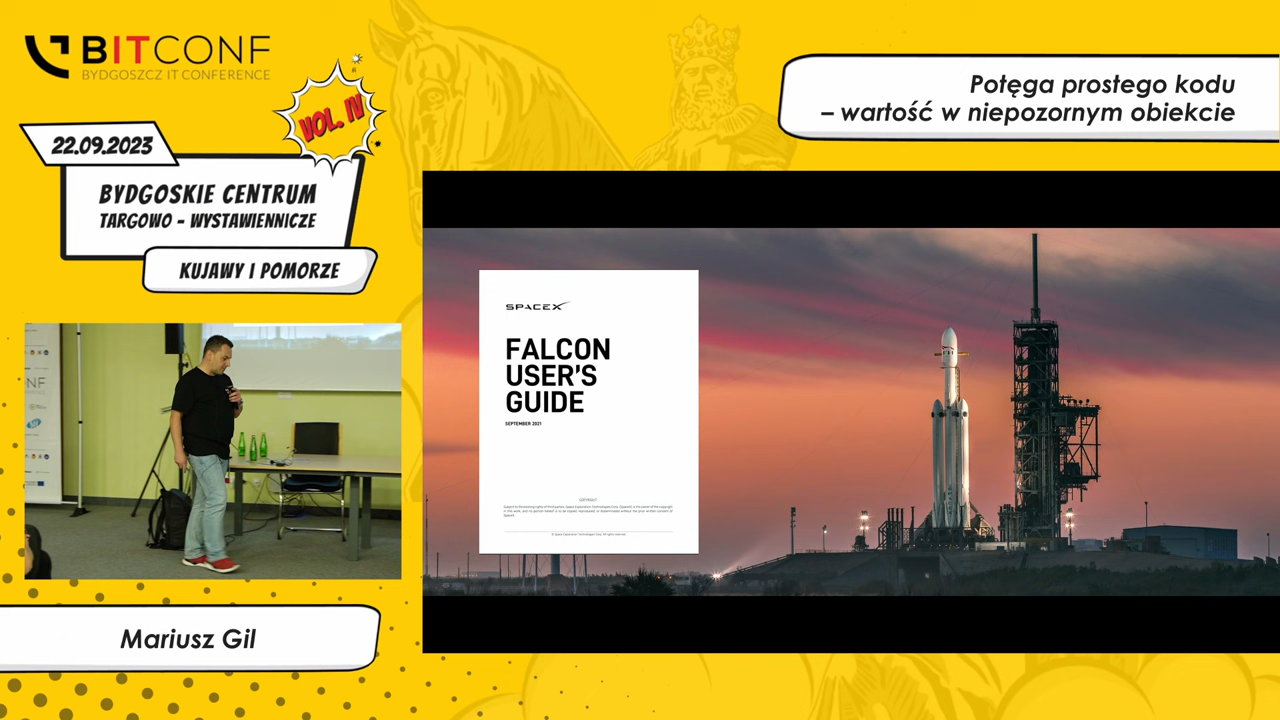 BITCONF
BYDGOSZCZ IT CONFERENCE
VOL. IV
22.09.2023
BYDGOSKIE CENTRUM
TARGOWO - WYSTAWIENNICZE
KUJAWY I POMORZE
Potęga prostego kodu
– wartość w niepozornym obiekcie
SPACEX
FALCON
USER'S
GUIDE
SEPTEMBER 2021
COPYRIGHT
Mariusz Gil